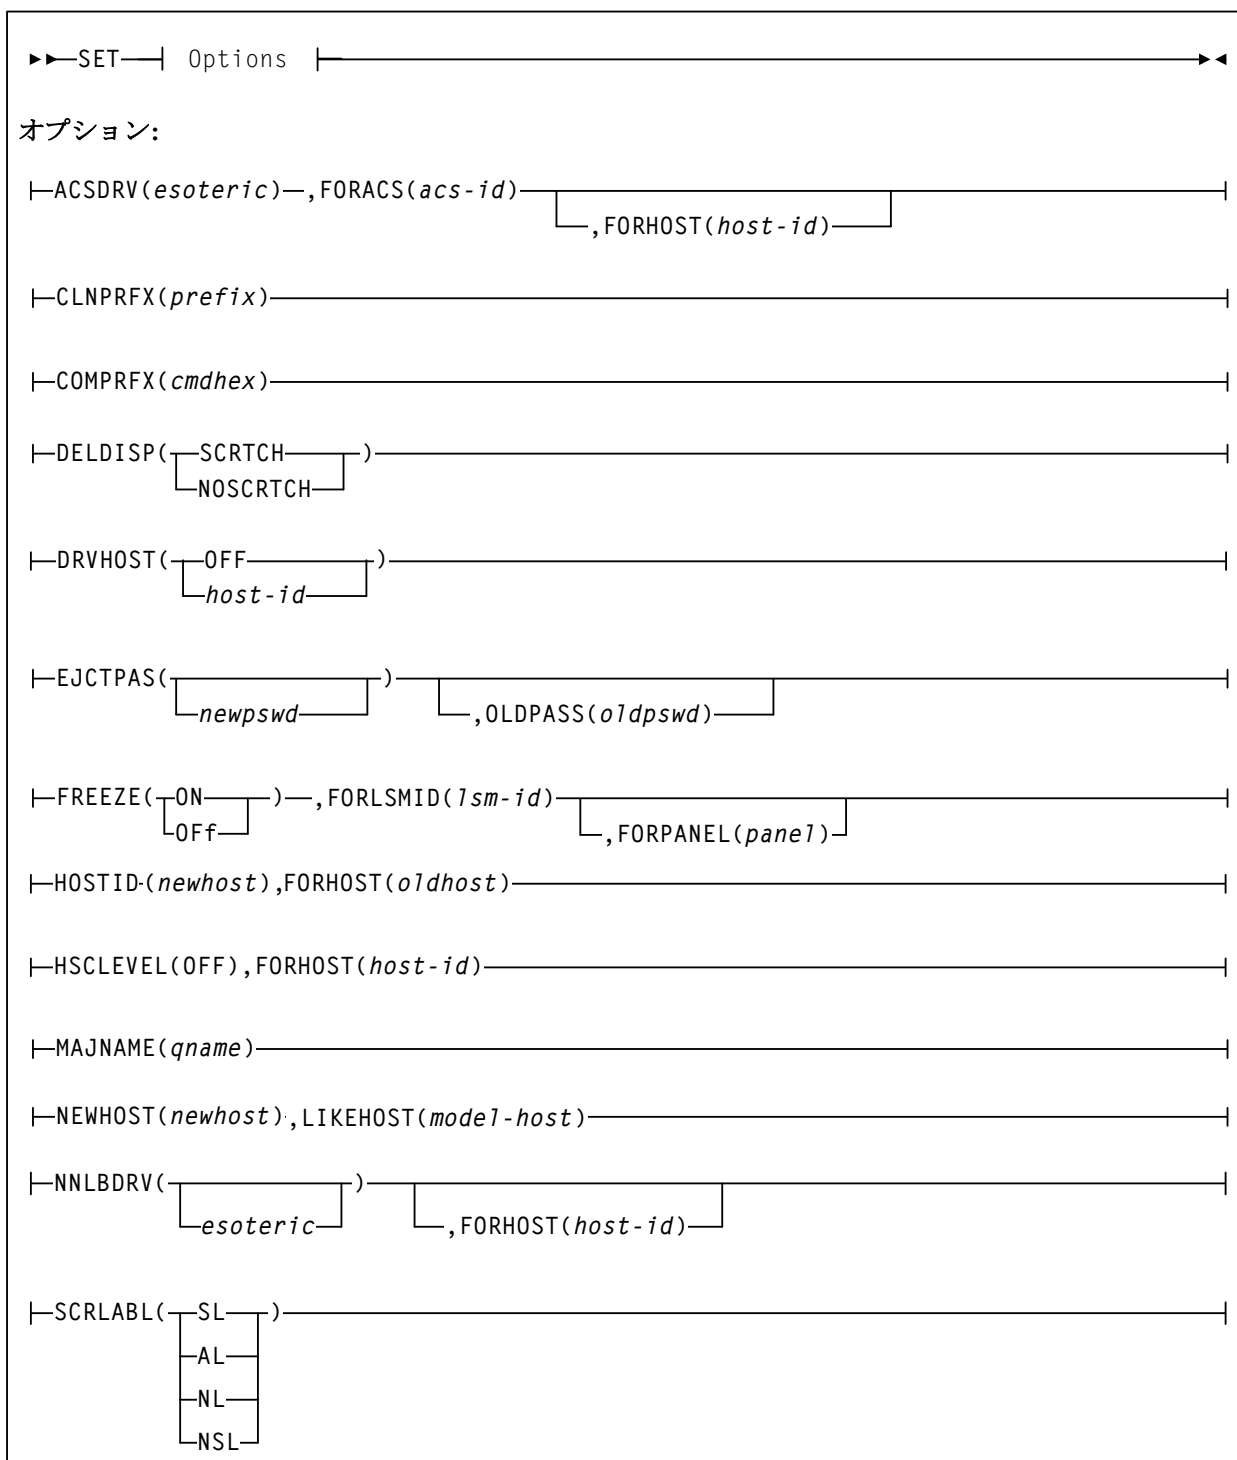 SET Options
オプション:
ACSDRV(esoteric) ,FORACS(acs-id)
,FORHOST(host-id)
CLNPRFX(prefix)
COMPRFX(cmdhex)
DELDISP( SCRTCH )
NOSCRTCH
DRVHOST( OFF )
host-id
EJCTPAS( )
newpswd ,OLDPASS(oldpswd)
FREEZE( ON ) ,FORLSMID(lsm-id)
OFf ,FORPANEL(panel)
HOSTID (newhost),FORHOST(oldhost)
HSCLEVEL(OFF),FORHOST(host-id)
MAJNAME(qname)
NEWHOST(newhost),LIKEHOST(model-host)
NNLBDRV( )
esoteric ,FORHOST(host-id)
SCRLABL( SL )
AL
NL
NSL